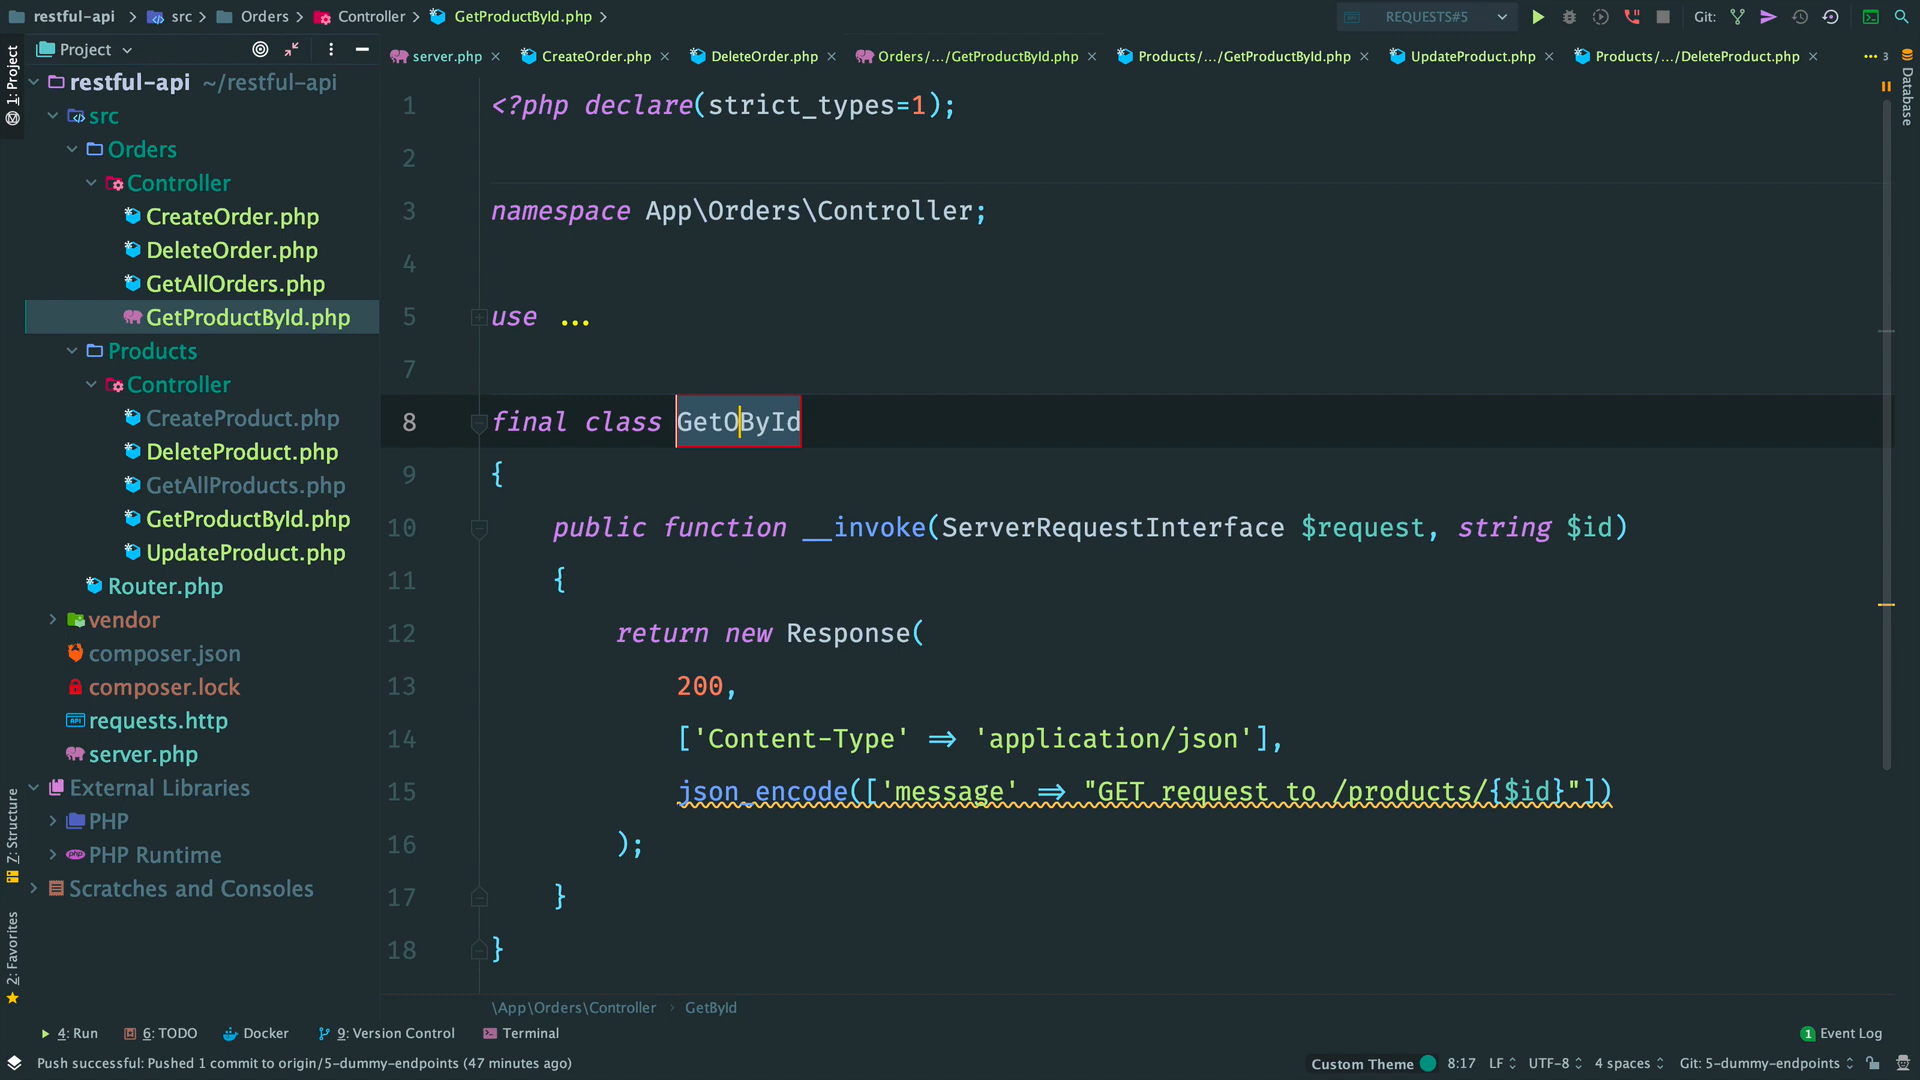 restful-api > src > Orders > Controller > GetProductById.php >
REQUESTS#5
Git:
Project
server.php
CreateOrder.php
DeleteOrder.php
Orders/.../GetProductById.php
Products/.../GetProductById.php
UpdateProduct.php
Products/.../DeleteProduct.php
... 3
1: Project
Database
restful-api ~/restful-api
src
Orders
Controller
CreateOrder.php
DeleteOrder.php
GetAllOrders.php
GetProductById.php
Products
Controller
CreateProduct.php
DeleteProduct.php
GetAllProducts.php
GetProductById.php
UpdateProduct.php
Router.php
vendor
composer.json
composer.lock
requests.http
server.php
External Libraries
PHP
PHP Runtime
Scratches and Consoles
Z: Structure
2: Favorites
1 <?php declare(strict_types=1);
2
3 namespace App\Orders\Controller;
4
5 use ...
7
8 final class GetOById
9 {
10 public function __invoke(ServerRequestInterface $request, string $id)
11 {
12 return new Response(
13 200,
14 ['Content-Type' => 'application/json'],
15 json_encode(['message' => "GET request to /products/{$id}"])
16 );
17 }
18 }
\App\Orders\Controller > GetById
4: Run
6: TODO
Docker
9: Version Control
Terminal
1 Event Log
Push successful: Pushed 1 commit to origin/5-dummy-endpoints (47 minutes ago)
Custom Theme
8:17
LF
UTF-8
4 spaces
Git: 5-dummy-endpoints